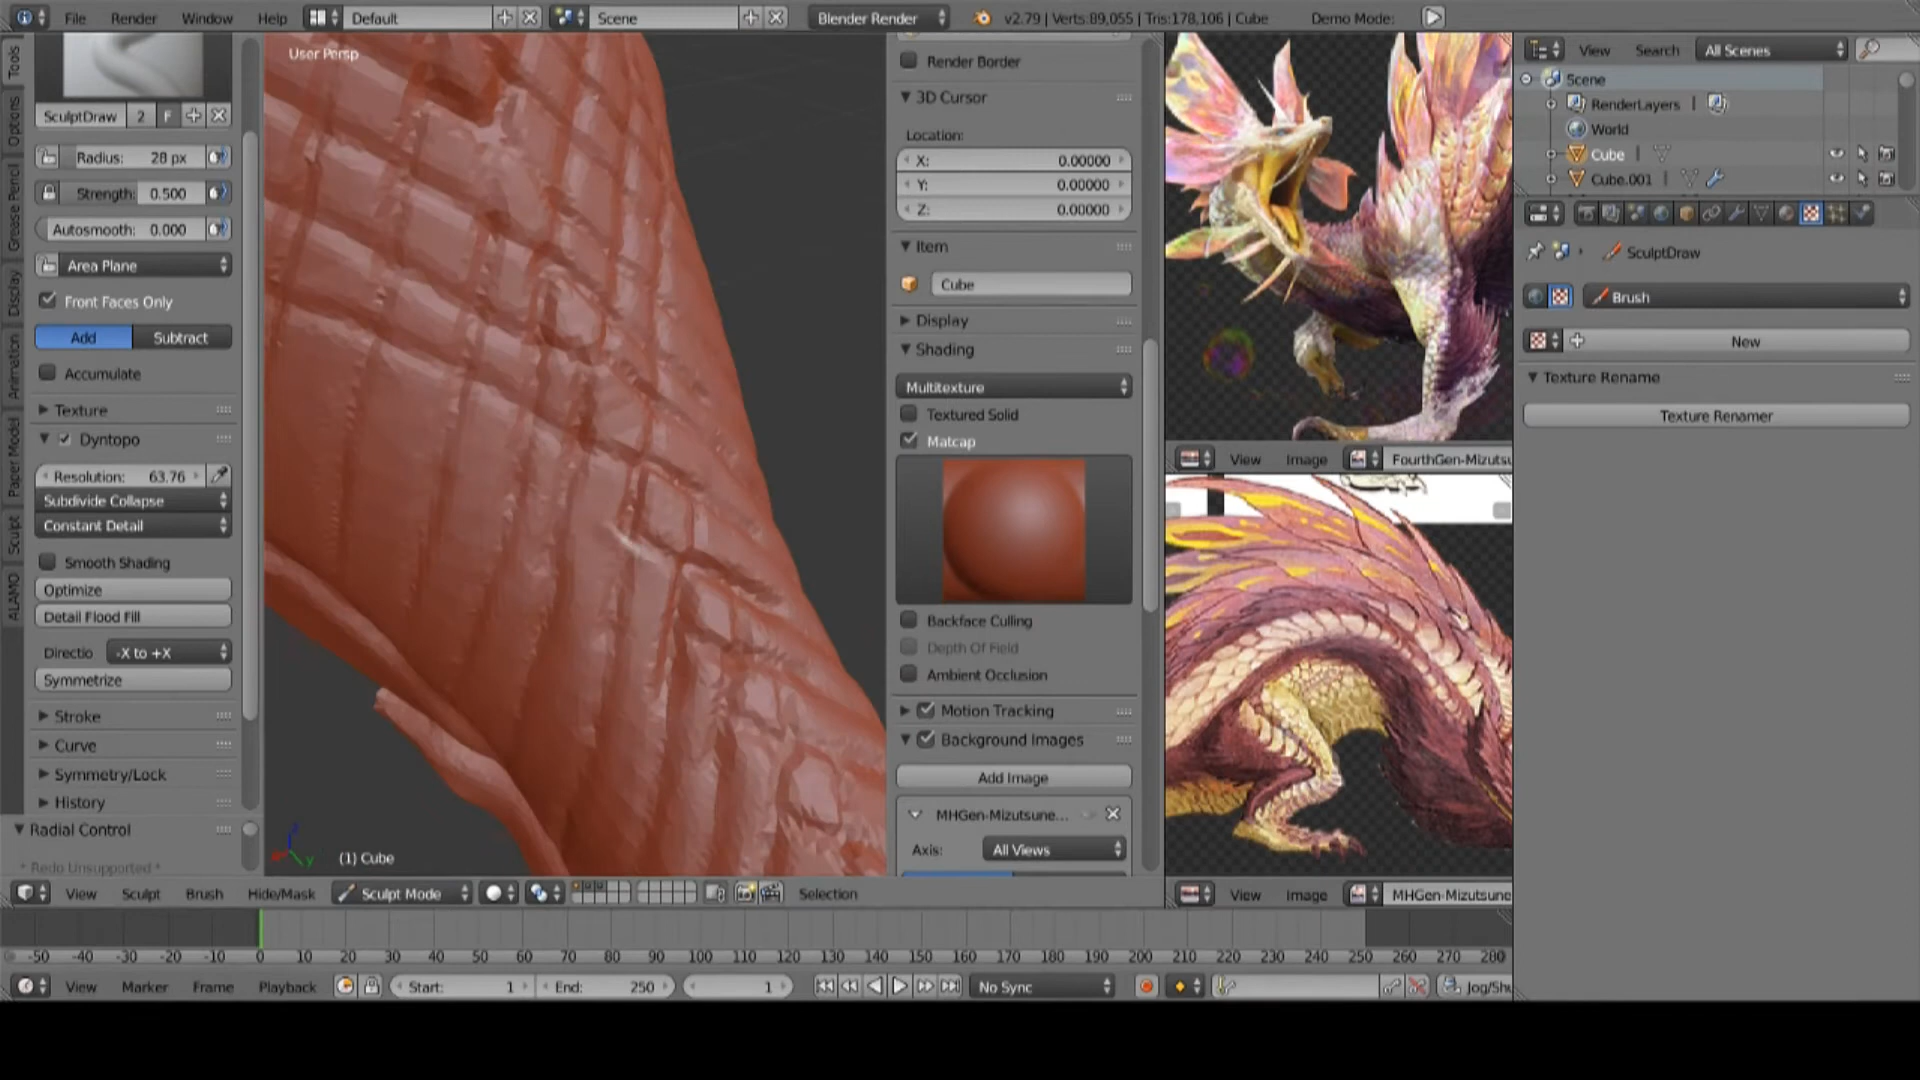 File Render Window Help Default Scene Blender Render v2.79 | Verts:89,055 | Tris:178,106 | Cube Demo Mode:
Tools
Options
Grease Pencil
Display
Animation
Paper Model
Sculpt
ALAMO
SculptDraw 2 F
Radius: 28 px
Strength: 0.500
Autosmooth: 0.000
Area Plane
Front Faces Only
Add Subtract
Accumulate
Texture
Dyntopo
Resolution: 63.76
Subdivide Collapse
Constant Detail
Smooth Shading
Optimize
Detail Flood Fill
Directio -X to +X
Symmetrize
Stroke
Curve
Symmetry/Lock
History
Radial Control
* Redo Unsupported *
User Persp
(1) Cube
Render Border
3D Cursor
Location:
X: 0.00000
Y: 0.00000
Z: 0.00000
Item
Cube
Display
Shading
Multitexture
Textured Solid
Matcap
Backface Culling
Depth Of Field
Ambient Occlusion
Motion Tracking
Background Images
Add Image
MHGen-Mizutsune...
Axis: All Views
View Image FourthGen-Mizutsu
View Image MHGen-Mizutsune
View Search All Scenes
Scene
RenderLayers |
World
Cube |
Cube.001 |
SculptDraw
Brush
New
Texture Rename
Texture Renamer
View Sculpt Brush Hide/Mask Sculpt Mode Selection
-50 -40 -30 -20 -10 0 10 20 30 40 50 60 70 80 90 100 110 120 130 140 150 160 170 180 190 200 210 220 230 240 250 260 270 280
View Marker Frame Playback Start: 1 End: 250 1 No Sync Jog/Shu